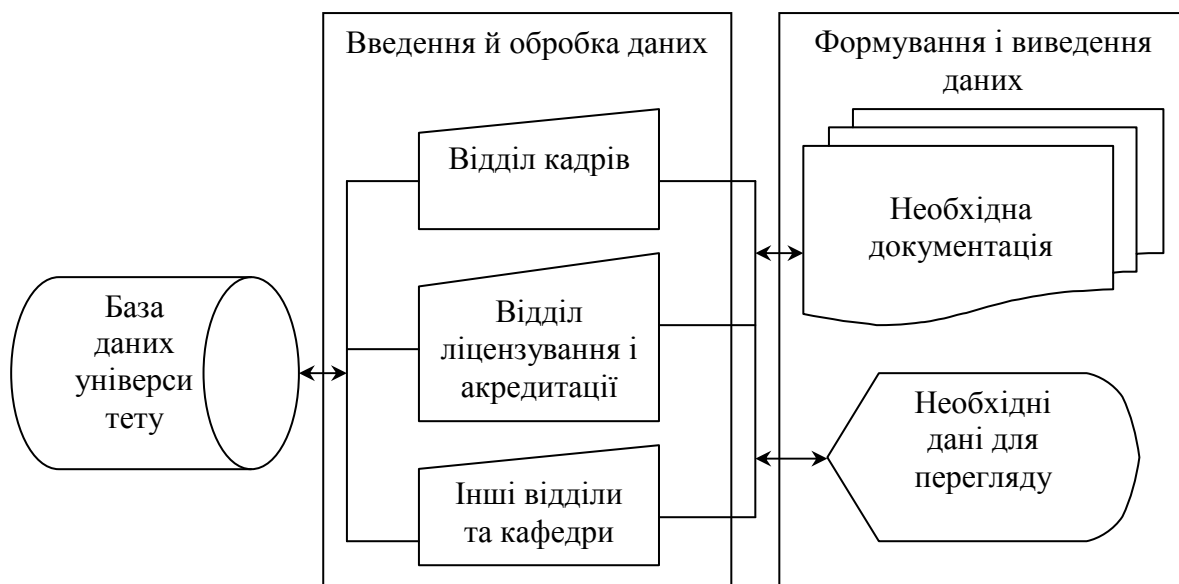 Введення й обробка даних
Формування і виведення
даних
Відділ кадрів
Необхідна
документація
База
даних
універси
тету
Відділ
ліцензування і
акредитації
Необхідні
дані для
перегляду
Інші відділи
та кафедри